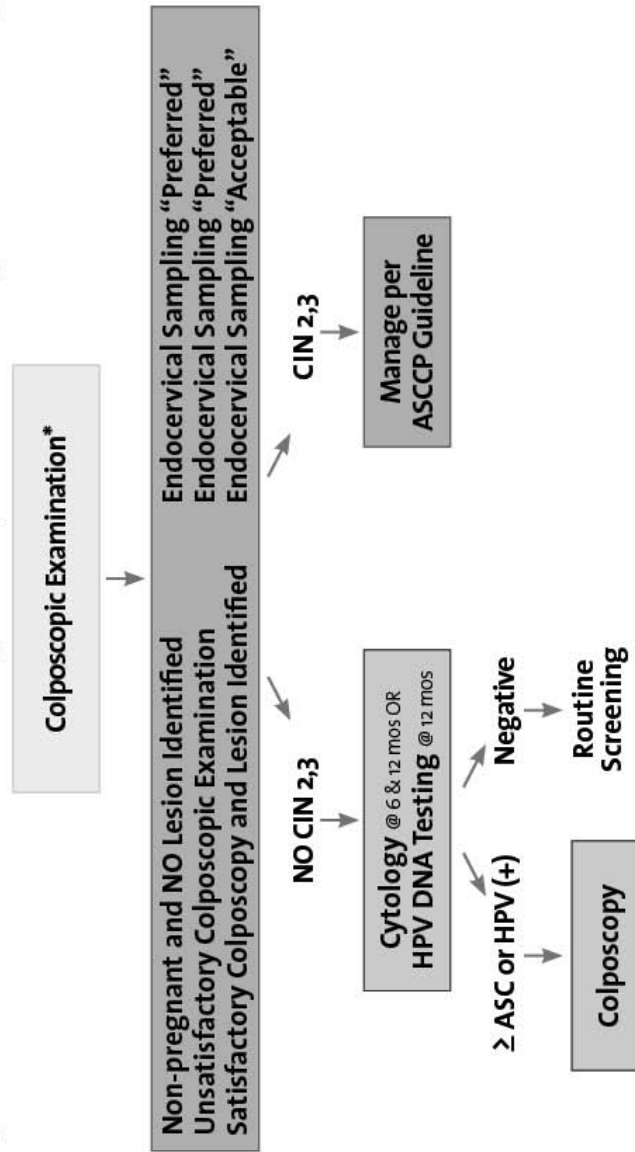 Colposcopic Examination*
Non-pregnant and NO Lesion Identified Endocervical Sampling “Preferred”
Unsatisfactory Colposcopic Examination Endocervical Sampling “Preferred”
Satisfactory Colposcopy and Lesion Identified Endocervical Sampling “Acceptable”
NO CIN 2,3
CIN 2,3
Cytology @ 6 & 12 mos OR
HPV DNA Testing @ 12 mos
Manage per
ASCCP Guideline
≥ ASC or HPV (+)
Negative
Colposcopy
Routine
Screening